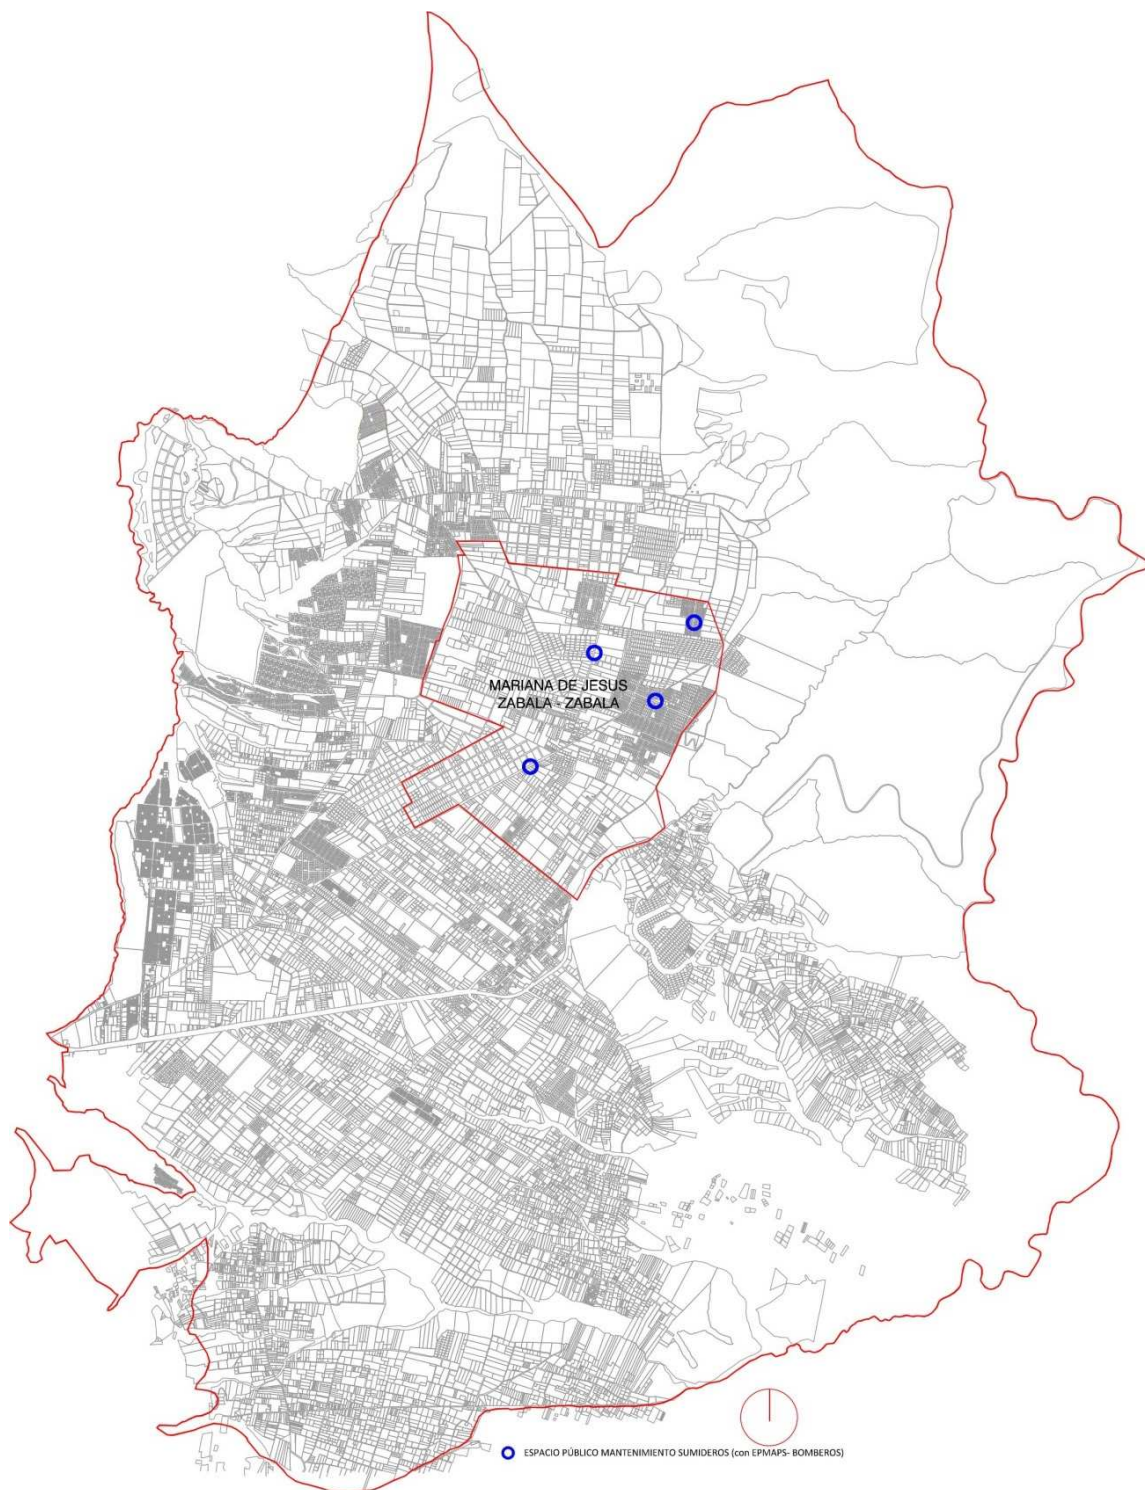 MARIANA DE JESUS
ZABALA - ZABALA
ESPACIO PÚBLICO MANTENIMIENTO SUMIDEROS (con EPMAPS- BOMBEROS)